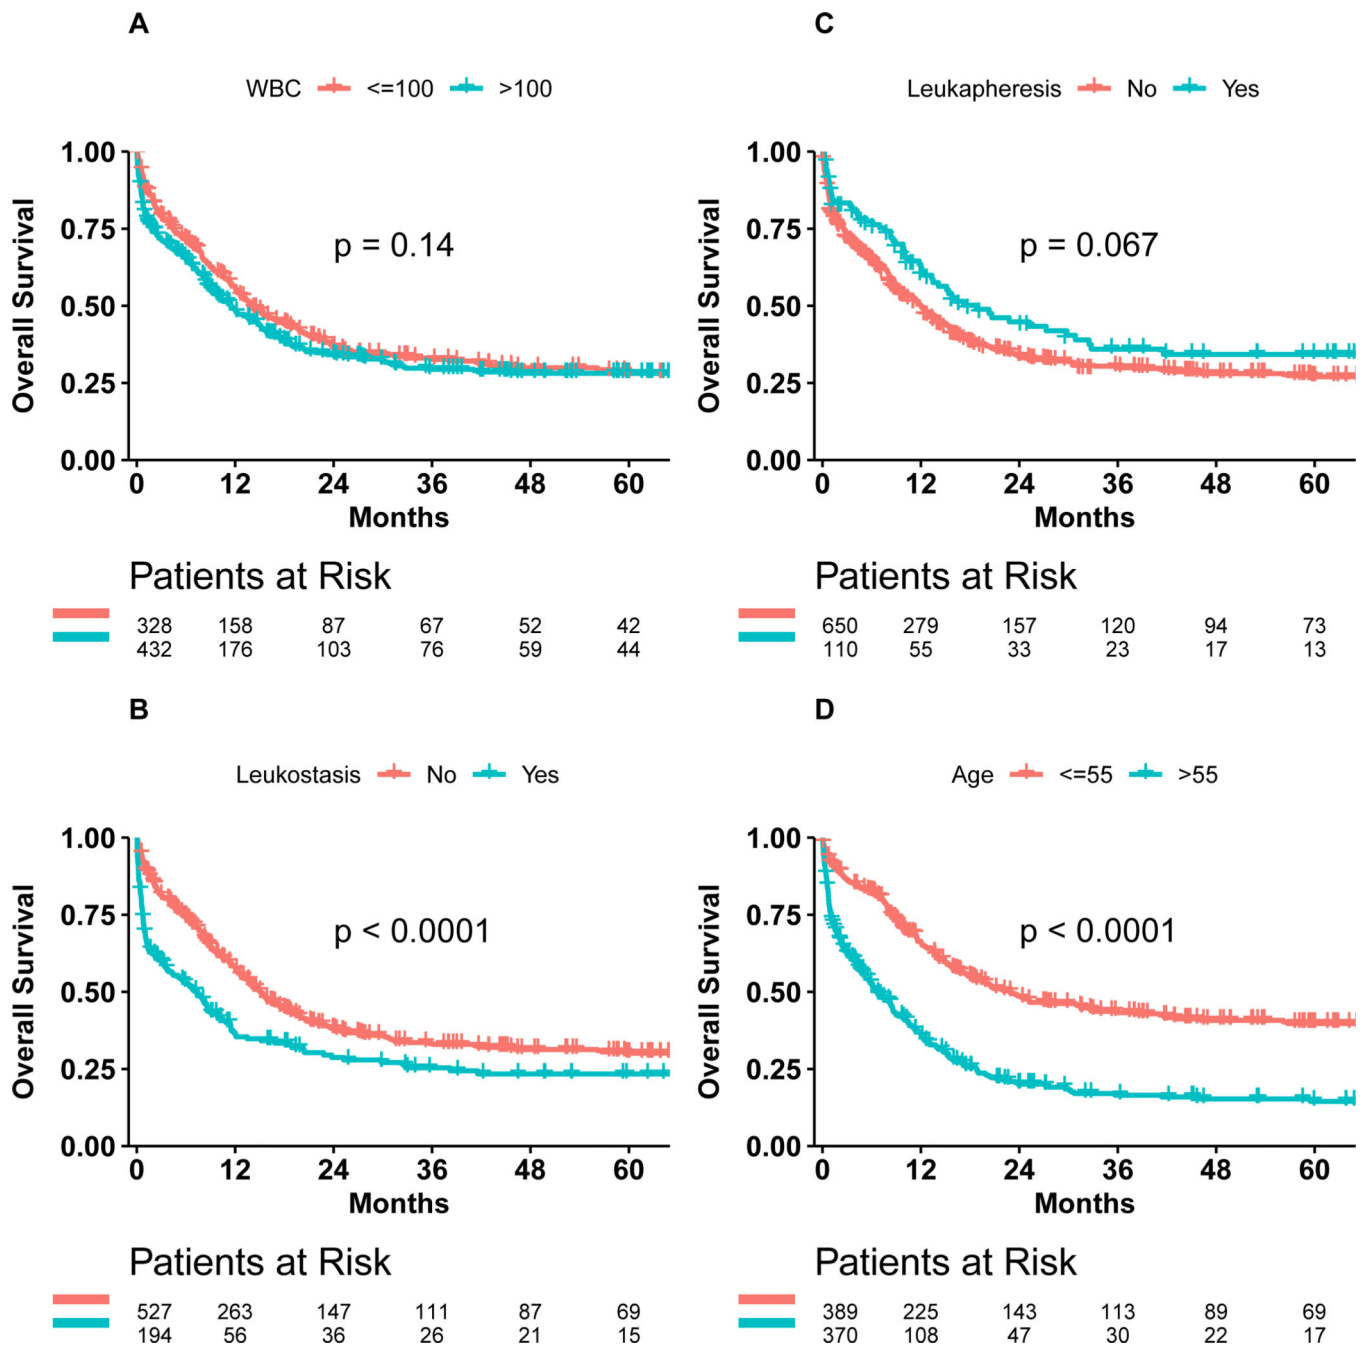 A
WBC <=100 >100
Overall Survival
1.00
0.75
0.50
0.25
0.00
p = 0.14
0 12 24 36 48 60
Months
Patients at Risk
328 158 87 67 52 42
432 176 103 76 59 44
C
Leukapheresis No Yes
Overall Survival
1.00
0.75
0.50
0.25
0.00
p = 0.067
0 12 24 36 48 60
Months
Patients at Risk
650 279 157 120 94 73
110 55 33 23 17 13
B
Leukostasis No Yes
Overall Survival
1.00
0.75
0.50
0.25
0.00
p < 0.0001
0 12 24 36 48 60
Months
Patients at Risk
527 263 147 111 87 69
194 56 36 26 21 15
D
Age <=55 >55
Overall Survival
1.00
0.75
0.50
0.25
0.00
p < 0.0001
0 12 24 36 48 60
Months
Patients at Risk
389 225 143 113 89 69
370 108 47 30 22 17